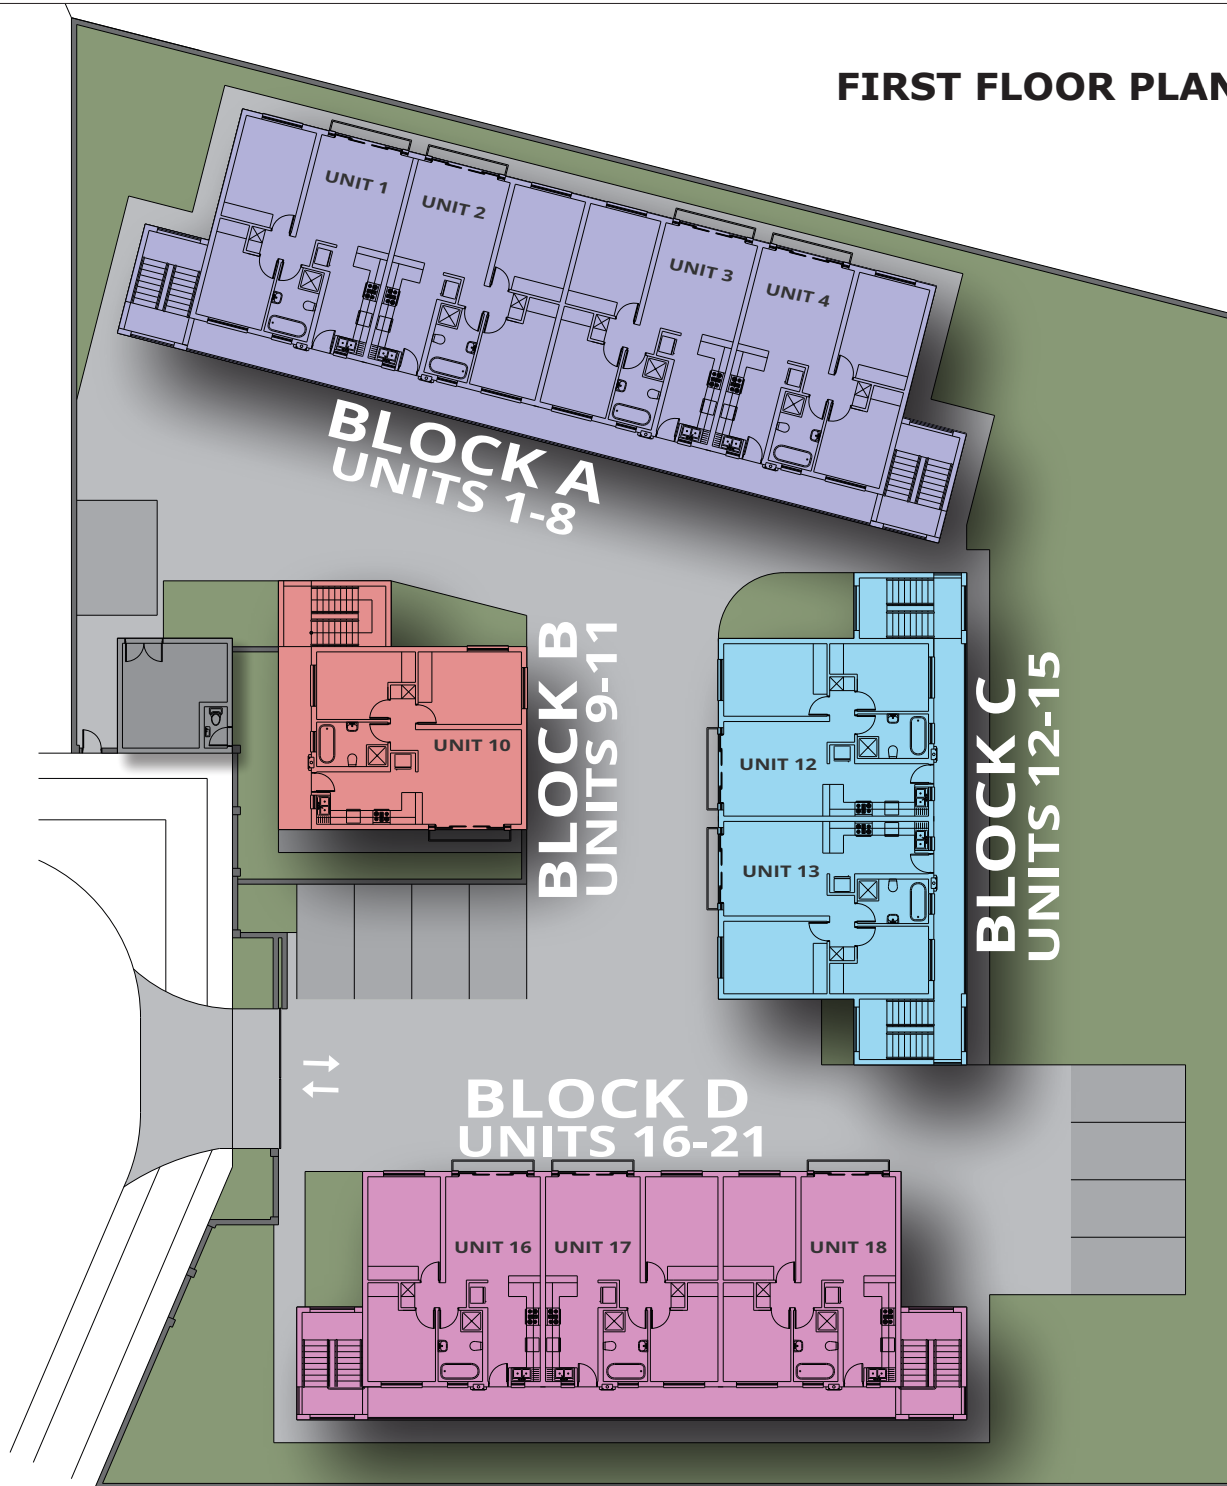 FIRST FLOOR PLAN
UNIT 1
UNIT 2
UNIT 3
UNIT 4
BLOCK A
UNITS 1-8
BLOCK B
UNITS 9-11
UNIT 10
BLOCK C
UNITS 12-15
UNIT 12
UNIT 13
BLOCK D
UNITS 16-21
UNIT 16
UNIT 17
UNIT 18